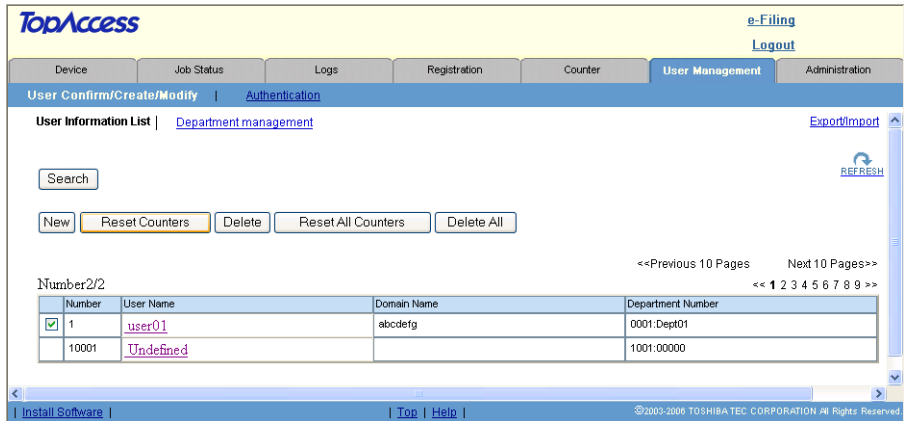 TopAccess
e-Filing
Logout
Device Job Status Logs Registration Counter User Management Administration
User Confirm/Create/Modify | Authentication
User Information List | Department management Export/Import
REFRESH
Search
New Reset Counters Delete Reset All Counters Delete All
<<Previous 10 Pages Next 10 Pages>>
Number2/2 << 1 2 3 4 5 6 7 8 9 >>
Number User Name Domain Name Department Number
1 user01 abcdefg 0001:Dept01
10001 Undefined 1001:00000
| Install Software | | Top | Help | ©2003-2006 TOSHIBA TEC CORPORATION All Rights Reserved.